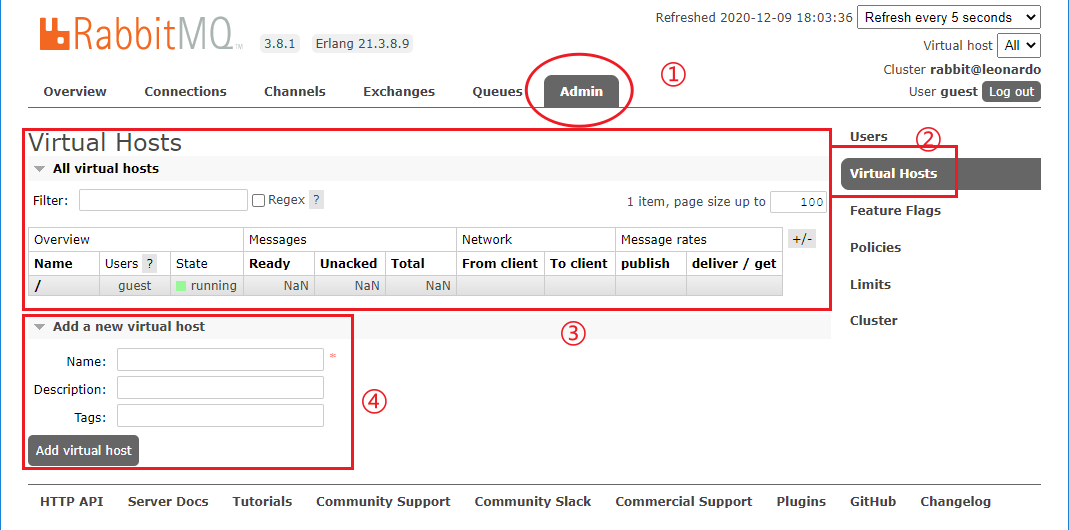 RabbitMQ TM 3.8.1 Erlang 21.3.8.9
Refreshed 2020-12-09 18:03:36 Refresh every 5 seconds
Virtual host All
Cluster rabbit@leonardo
User guest Log out
Overview Connections Channels Exchanges Queues Admin ①
Virtual Hosts
All virtual hosts
Filter: Regex ? 1 item, page size up to 100
Overview Messages Network Message rates +/-
Name Users ? State Ready Unacked Total From client To client publish deliver / get
/ guest running NaN NaN NaN
③
Add a new virtual host
Name: *
Description:
Tags:
④
Add virtual host
Users ②
Virtual Hosts
Feature Flags
Policies
Limits
Cluster
HTTP API Server Docs Tutorials Community Support Community Slack Commercial Support Plugins GitHub Changelog